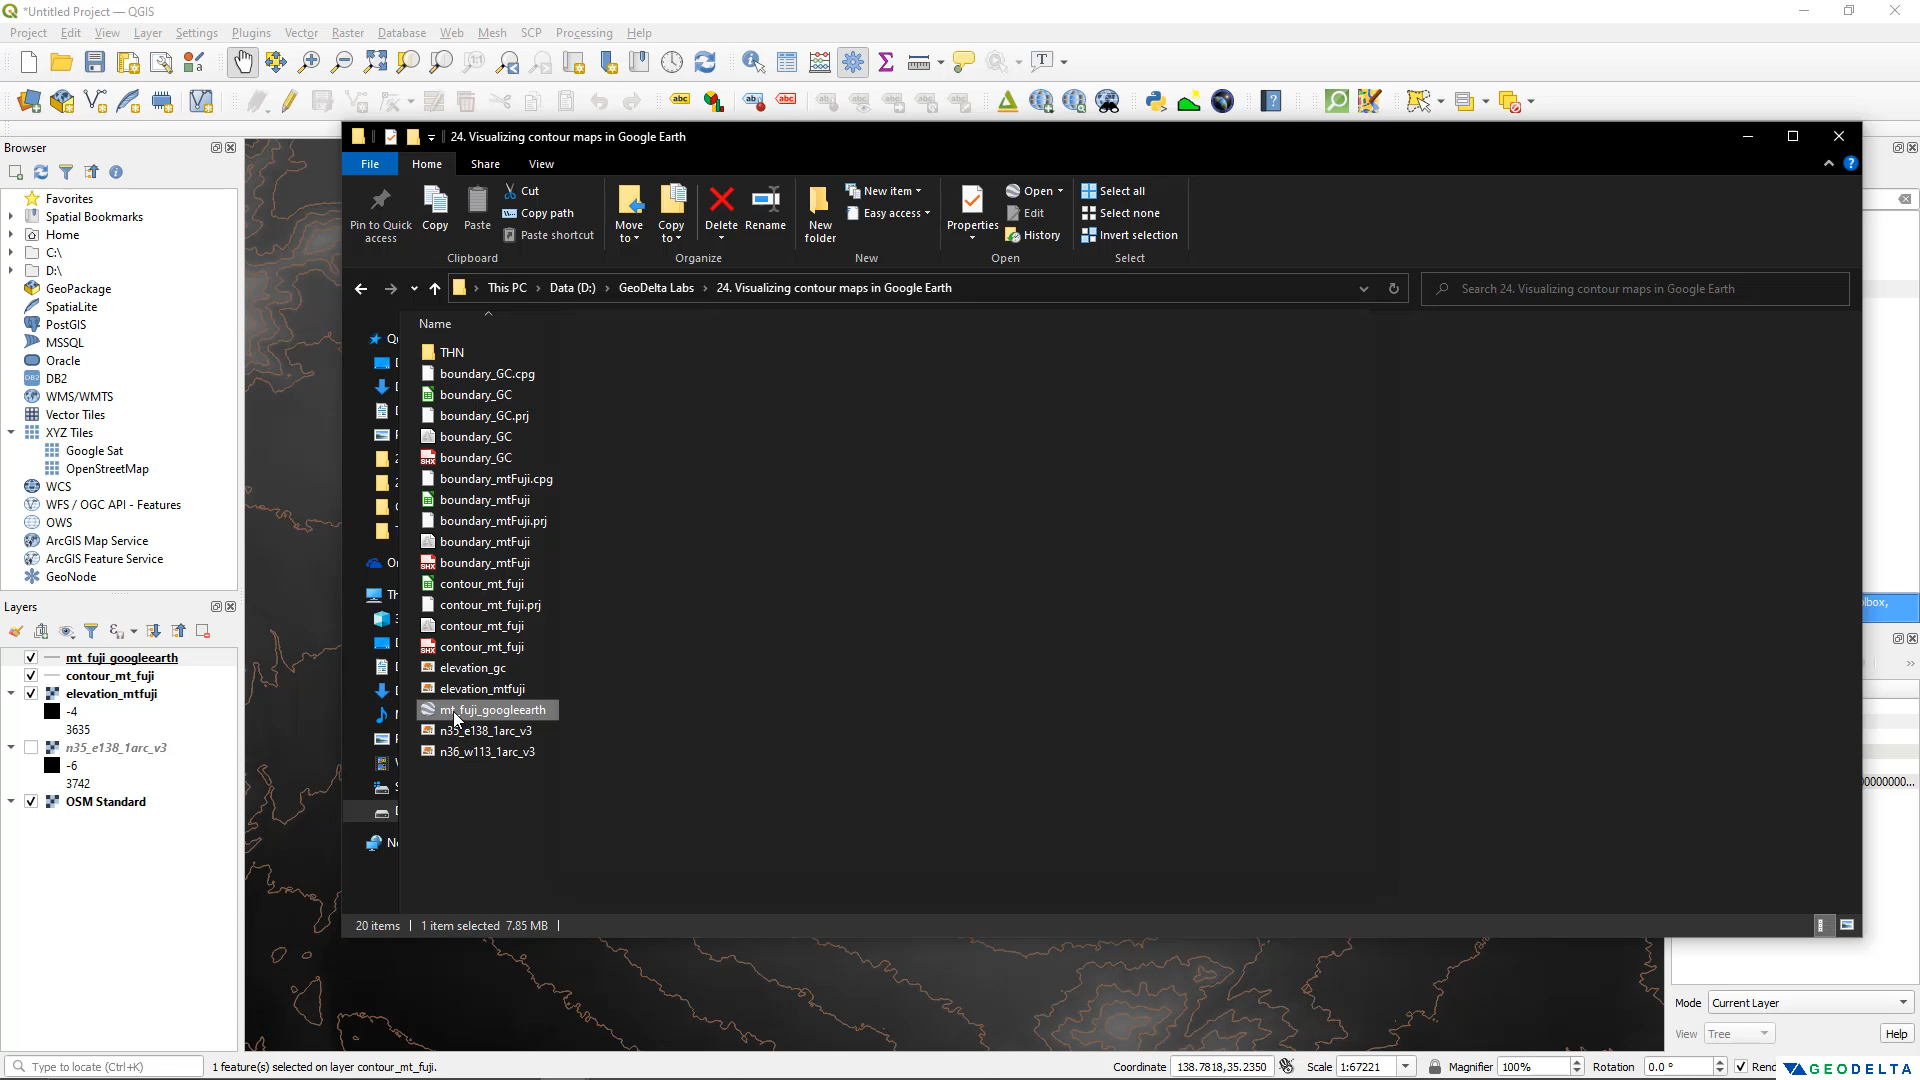 *Untitled Project — QGIS
Project Edit View Layer Settings Plugins Vector Raster Database Web Mesh SCP Processing Help
Browser
Favorites
Spatial Bookmarks
Home
C:\
D:\
GeoPackage
SpatiaLite
PostGIS
MSSQL
Oracle
DB2
WMS/WMTS
Vector Tiles
XYZ Tiles
Google Sat
OpenStreetMap
WCS
WFS / OGC API - Features
OWS
ArcGIS Map Service
ArcGIS Feature Service
GeoNode
Layers
mt_fuji_googleearth
contour_mt_fuji
elevation_mtfuji
-4
3635
n35_e138_1arc_v3
-6
3742
OSM Standard
24. Visualizing contour maps in Google Earth
File Home Share View
Pin to Quick access
Copy
Paste
Cut
Copy path
Paste shortcut
Clipboard
Move to
Copy to
Delete
Rename
Organize
New folder
New item
Easy access
New
Properties
Open
Edit
History
Open
Select all
Select none
Invert selection
Select
This PC › Data (D:) › GeoDelta Labs › 24. Visualizing contour maps in Google Earth
Search 24. Visualizing contour maps in Google Earth
Name
THN
boundary_GC.cpg
boundary_GC
boundary_GC.prj
boundary_GC
boundary_GC
boundary_mtFuji.cpg
boundary_mtFuji
boundary_mtFuji.prj
boundary_mtFuji
boundary_mtFuji
contour_mt_fuji
contour_mt_fuji.prj
contour_mt_fuji
contour_mt_fuji
elevation_gc
elevation_mtfuji
mt_fuji_googleearth
n35_e138_1arc_v3
n36_w113_1arc_v3
20 items 1 item selected 7.85 MB
Mode Current Layer
View Tree Help
Type to locate (Ctrl+K) 1 feature(s) selected on layer contour_mt_fuji. Coordinate 138.7818,35.2350 Scale 1:67221 Magnifier 100% Rotation 0.0 ° Rend GEODELTA